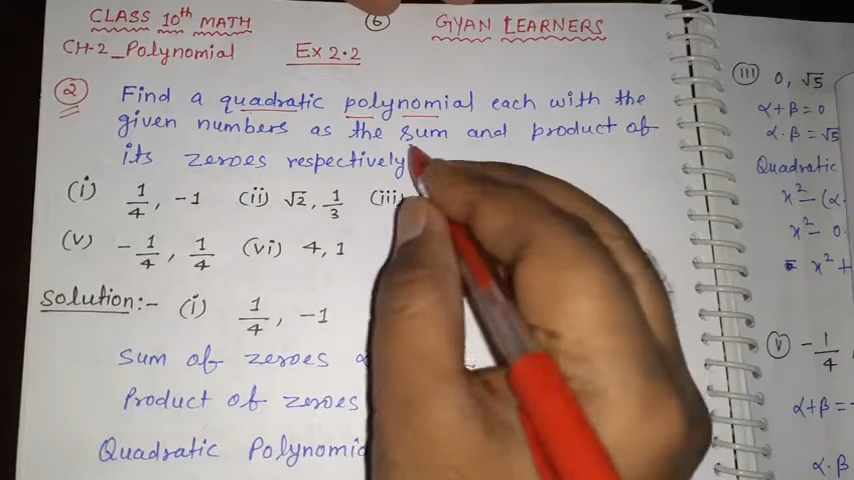 CLASS 10th MATH
6
GYAN LEARNERS
CH-2_Polynomial
Ex 2.2
2 Find a quadratic polynomial each with the
given numbers as the sum and product of
its zeroes respectively
(i) 1/4, -1 (ii) √2, 1/3 (iii)
(v) -1/4, 1/4 (vi) 4, 1
Solution:- (i) 1/4, -1
Sum of zeroes α
Product of zeroes
Quadratic Polynomia
III 0, √5
α+β=0
α.β=√5
Quadratic
x²-(α
x²- 0.
x²+
V -1/4
α+β=-
α.β